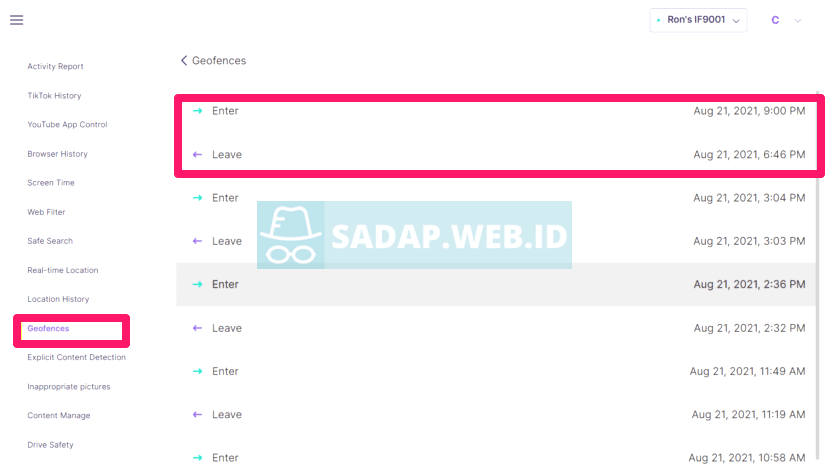 Ron's IF9001
C
Activity Report
TikTok History
YouTube App Control
Browser History
Screen Time
Web Filter
Safe Search
Real-time Location
Location History
Geofences
Explicit Content Detection
Inappropriate pictures
Content Manage
Drive Safety
Geofences
Enter Aug 21, 2021, 9:00 PM
Leave Aug 21, 2021, 6:46 PM
Enter Aug 21, 2021, 3:04 PM
Leave Aug 21, 2021, 3:03 PM
SADAP.WEB.ID
Enter Aug 21, 2021, 2:36 PM
Leave Aug 21, 2021, 2:32 PM
Enter Aug 21, 2021, 11:49 AM
Leave Aug 21, 2021, 11:19 AM
Enter Aug 21, 2021, 10:58 AM